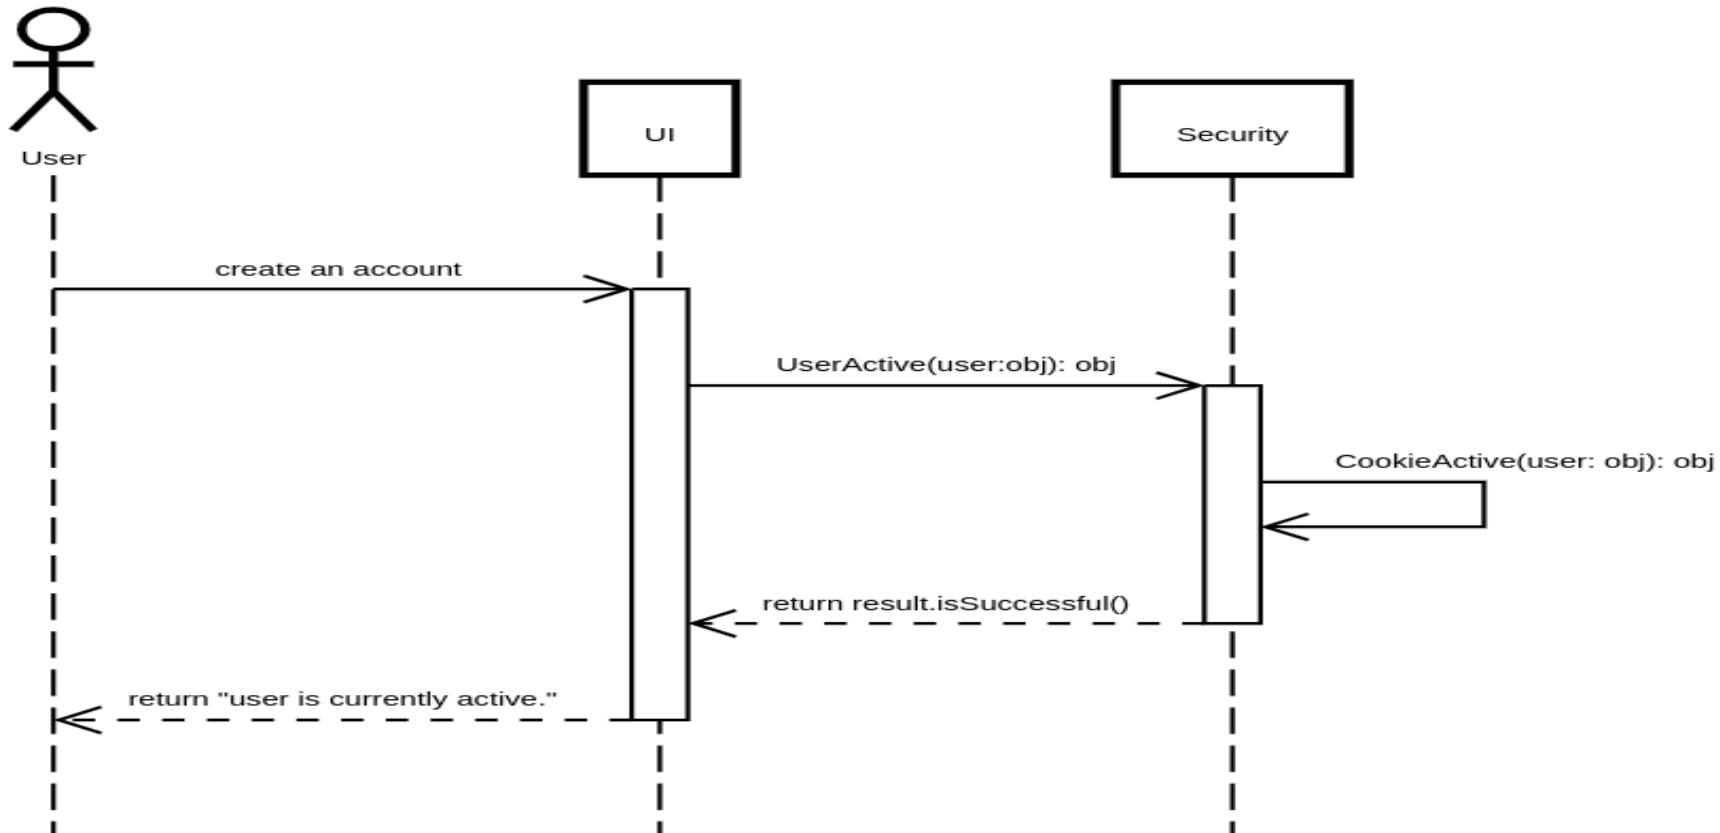 User
UI
Security
create an account
UserActive(user:obj): obj
CookieActive(user: obj): obj
return result.isSuccessful()
return "user is currently active."